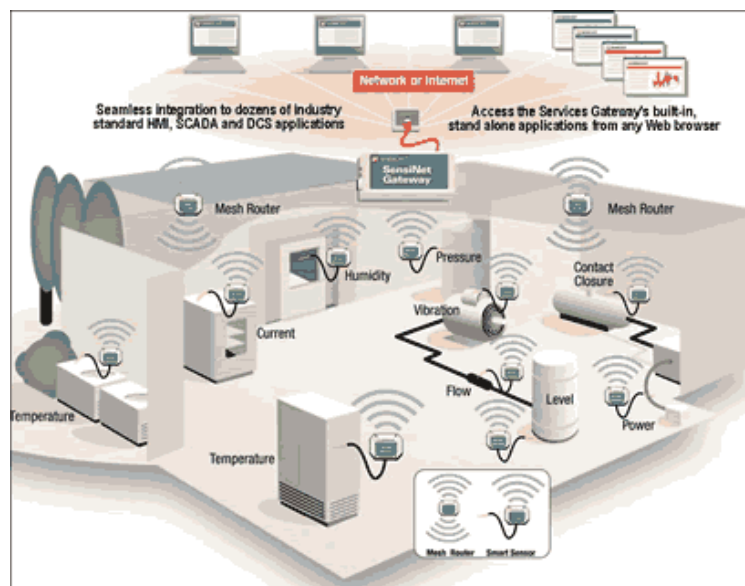 Network or Internet
Seamless integration to dozens of industry
standard HMI, SCADA and DCS applications
Access the Services Gateway's built-in,
stand alone applications from any Web browser
SensiNet
Gateway
Mesh Router
Mesh Router
Humidity
Pressure
Contact
Closure
Current
Vibration
Temperature
Flow
Level
Power
Temperature
Mesh Router
Smart Sensor